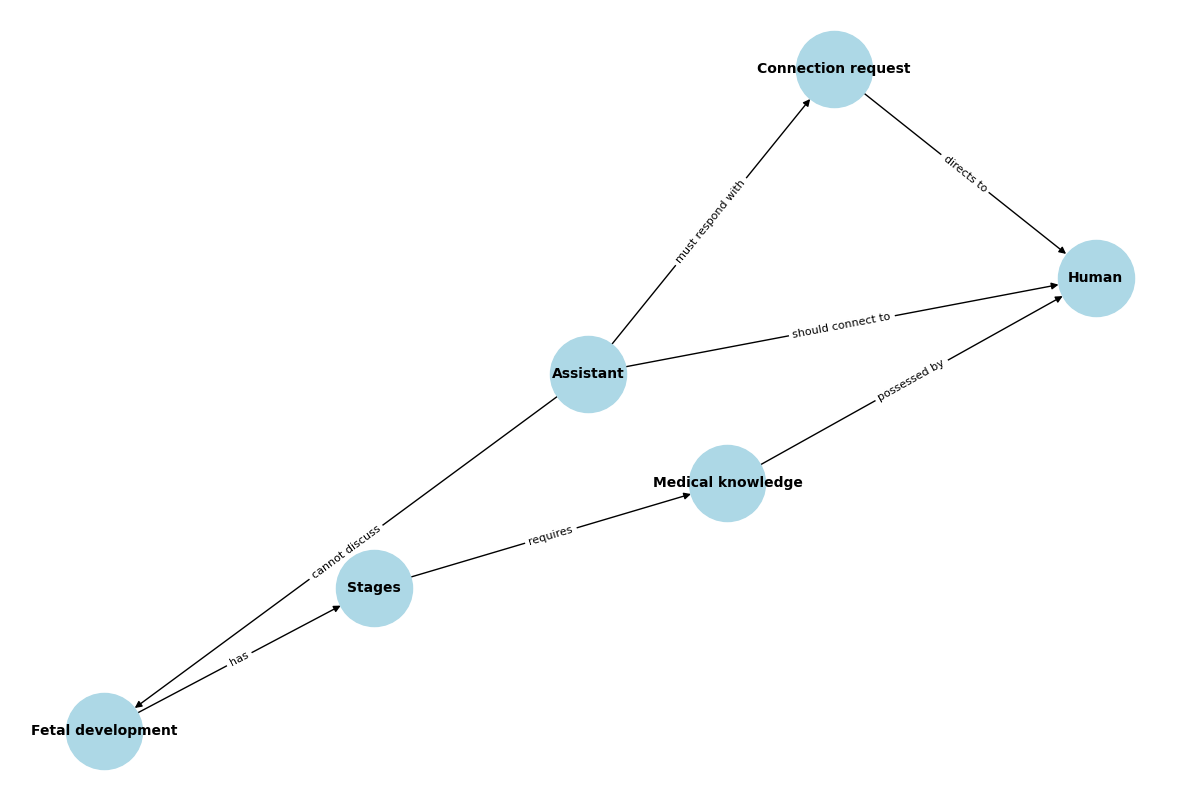 Connection request
directs to
must respond with
Human
should connect to
Assistant
possessed by
Medical knowledge
requires
cannot discuss
Stages
has
Fetal development